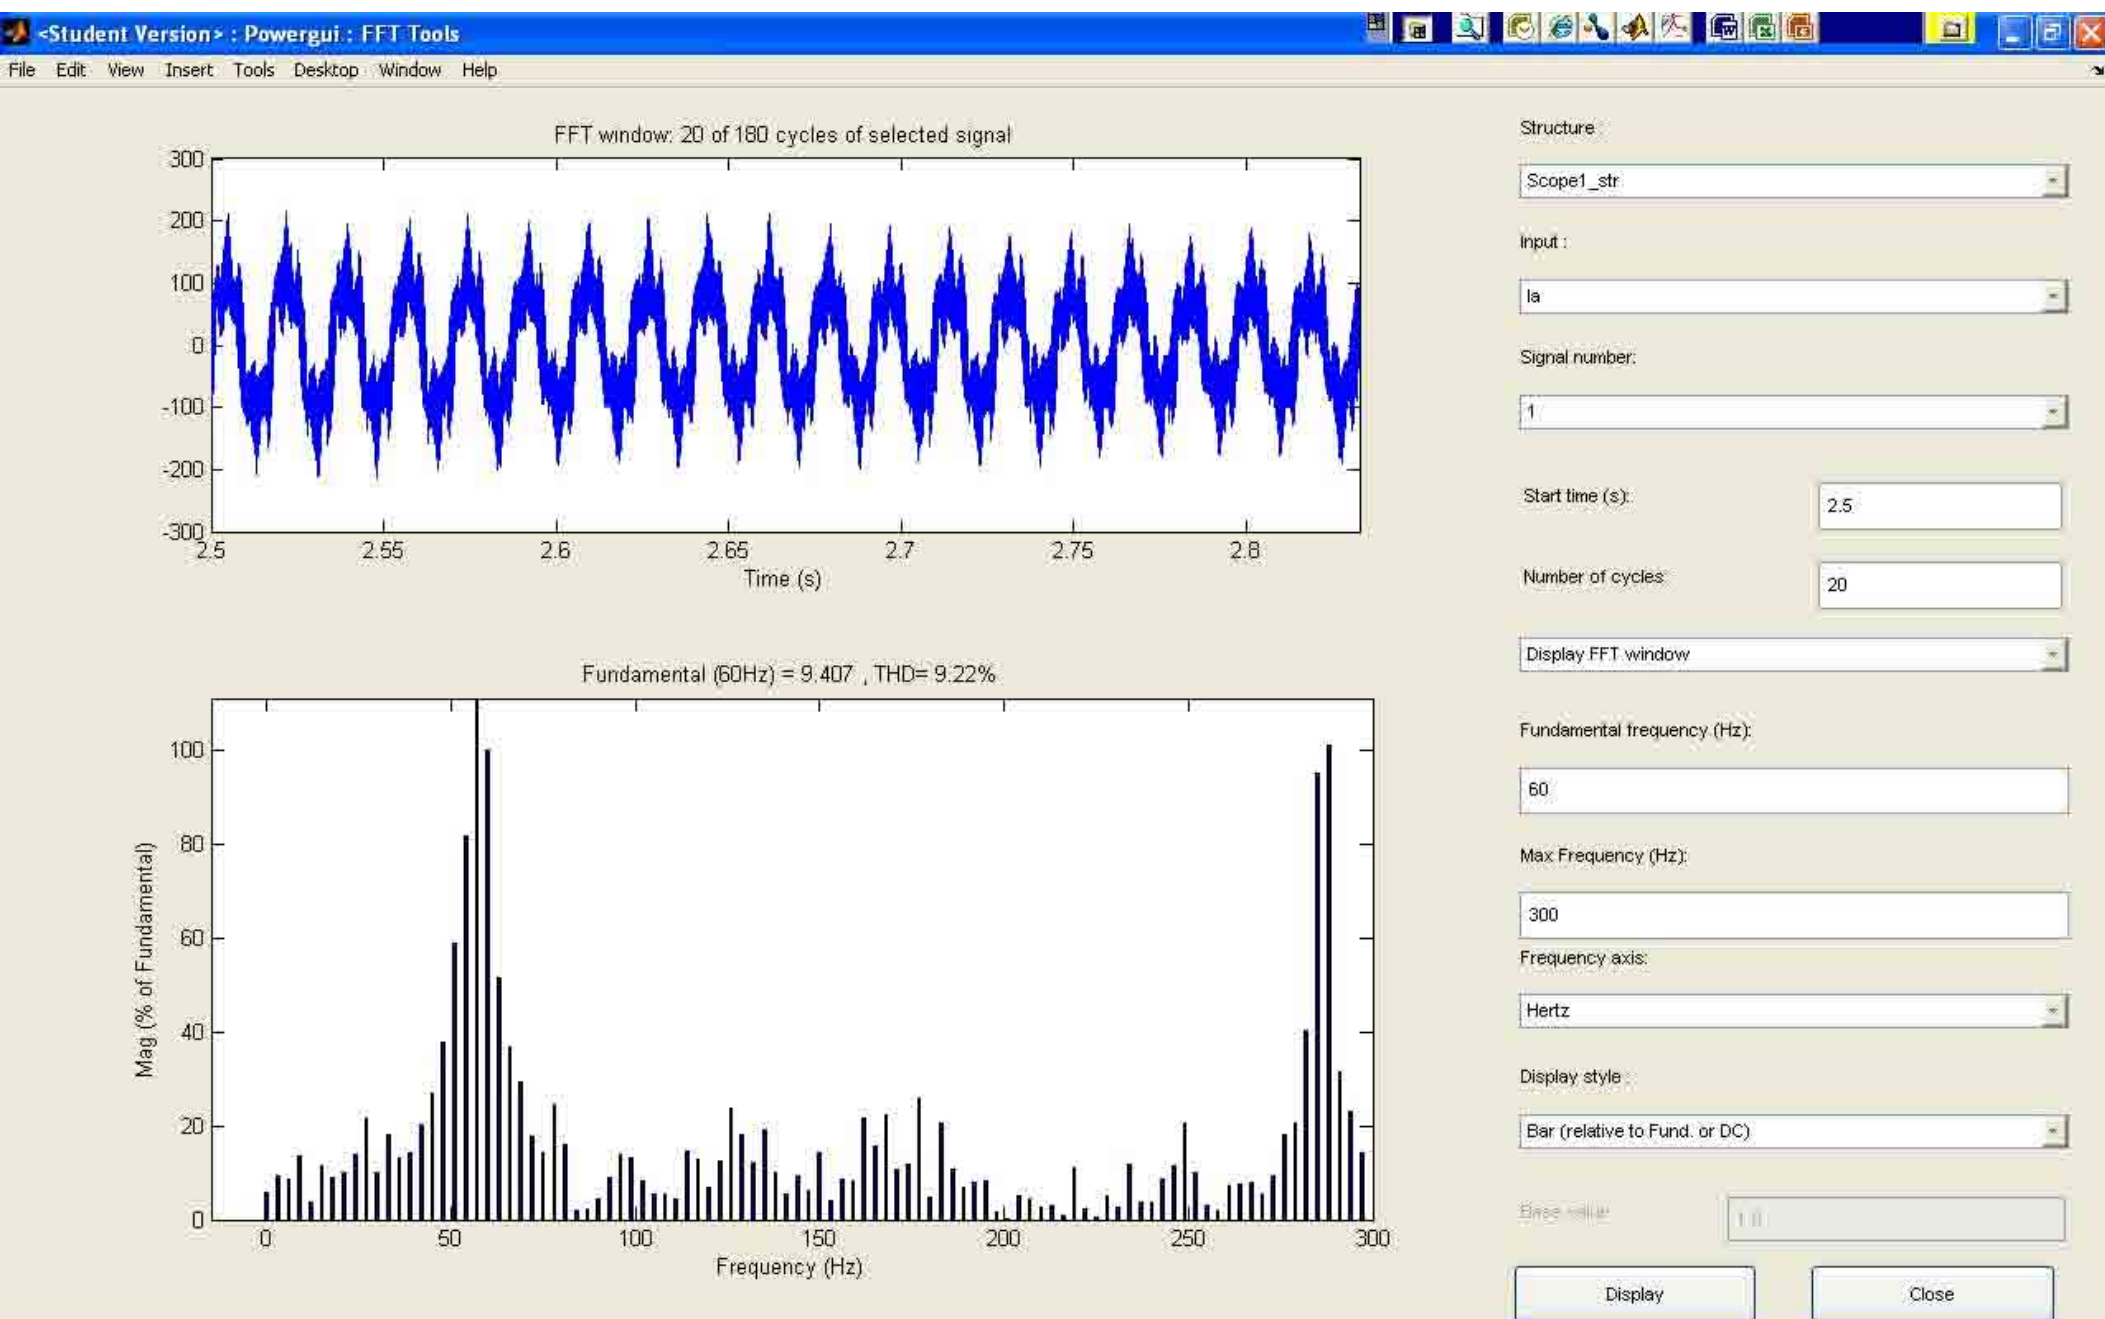 <Student Version> : Powergui : FFT Tools
File Edit View Insert Tools Desktop Window Help
FFT window: 20 of 180 cycles of selected signal
300
200
100
0
-100
-200
-300
2.5 2.55 2.6 2.65 2.7 2.75 2.8
Time (s)
Fundamental (60Hz) = 9.407 , THD= 9.22%
Mag (% of Fundamental)
100
80
60
40
20
0
0 50 100 150 200 250 300
Frequency (Hz)
Structure :
Scope1_str
Input :
Ia
Signal number:
1
Start time (s):
2.5
Number of cycles:
20
Display FFT window
Fundamental frequency (Hz):
60
Max Frequency (Hz):
300
Frequency axis:
Hertz
Display style :
Bar (relative to Fund. or DC)
Base value:
1.0
Display
Close